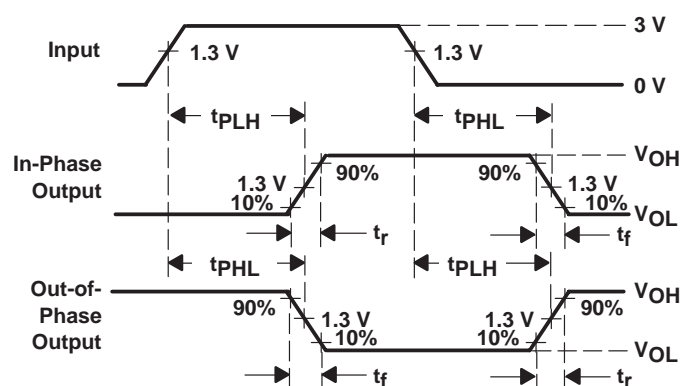 3 V
Input
1.3 V
1.3 V
0 V
tPLH
tPHL
VOH
In-Phase
Output
90%
90%
1.3 V
1.3 V
10%
10%
VOL
tr
tf
tPHL
tPLH
Out-of-
Phase
Output
VOH
90%
90%
1.3 V
1.3 V
10%
10%
VOL
tf
tr